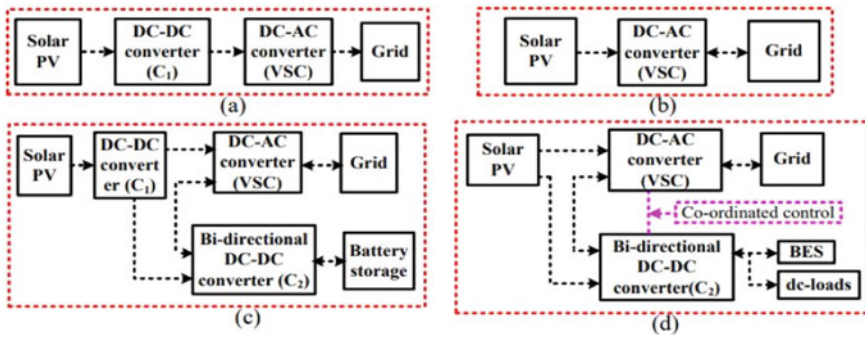 Solar
PV
DC-DC
converter
(C₁)
DC-AC
converter
(VSC)
Grid
(a)
Solar
PV
DC-AC
converter
(VSC)
Grid
(b)
Solar
PV
DC-DC
convert
er (C₁)
DC-AC
converter
(VSC)
Grid
Bi-directional
DC-DC
converter (C₂)
Battery
storage
(c)
Solar
PV
DC-AC
converter
(VSC)
Grid
Co-ordinated control
Bi-directional
DC-DC
converter(C₂)
BES
dc-loads
(d)